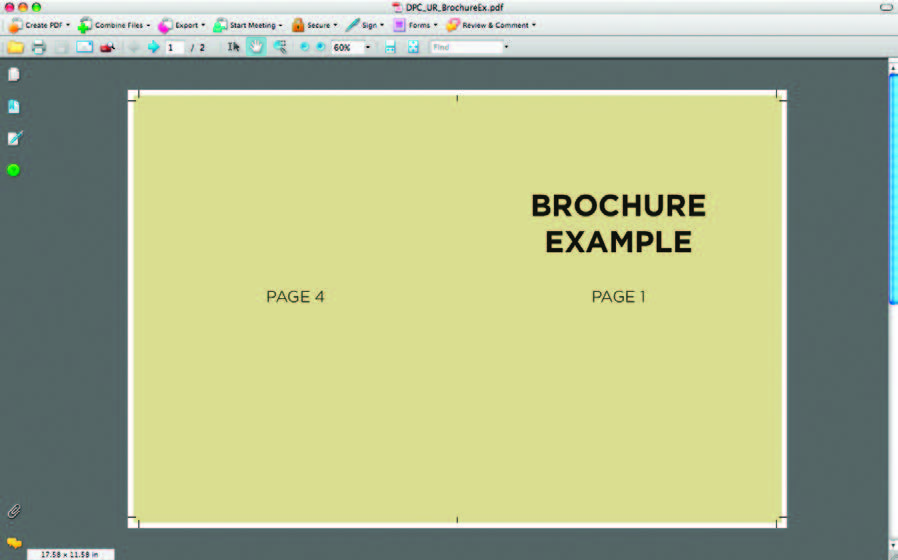 DPC_UR_BrochureEx.pdf
Create PDF Combine Files Export Start Meeting Secure Sign Forms Review & Comment
1 / 2 60% Find
BROCHURE
EXAMPLE
PAGE 4 PAGE 1
17.58 x 11.58 in